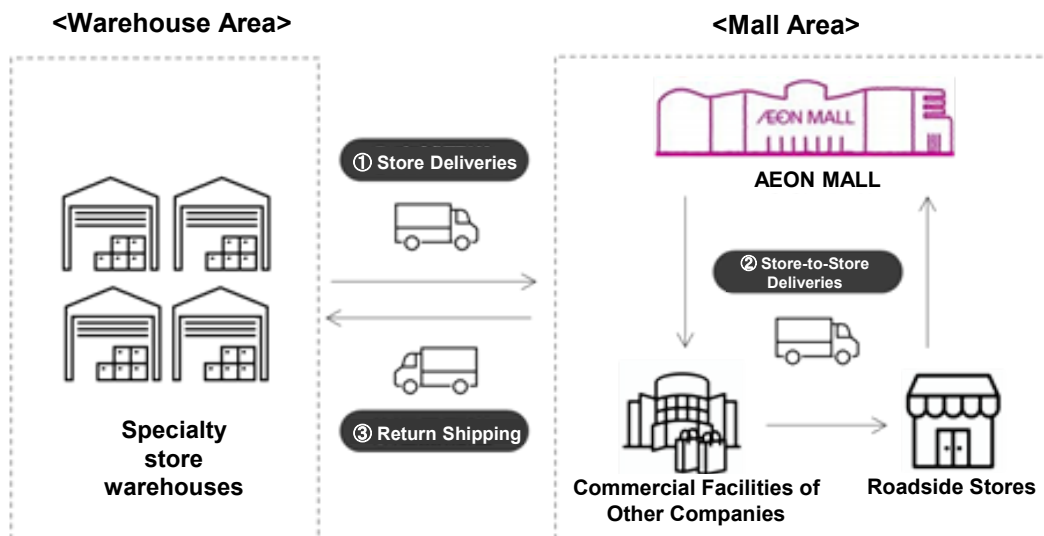 <Warehouse Area>
<Mall Area>
① Store Deliveries
ÆON MALL
AEON MALL
② Store-to-Store
Deliveries
③ Return Shipping
Specialty
store
warehouses
Commercial Facilities of
Other Companies
Roadside Stores